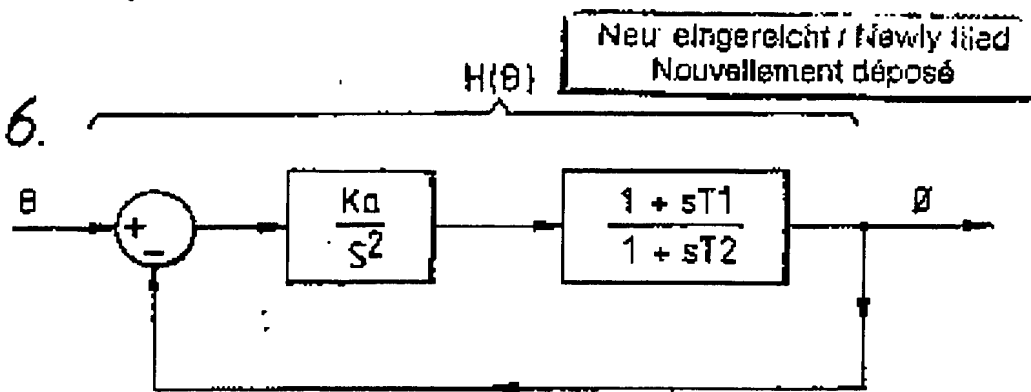 Neu eingereicht / Newly filed
Nouvellement déposé
H(θ)
6.
θ
+
−
Ka
s²
1 + sT1
1 + sT2
Ø